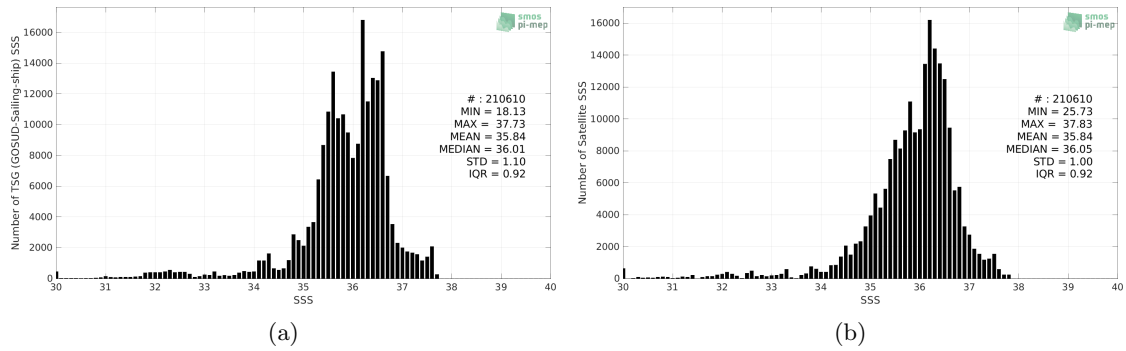 smos
pi-mep
Number of TSG (GOSUD-Sailing-ship) SSS
16000
14000
12000
10000
8000
6000
4000
2000
0
# : 210610
MIN = 18.13
MAX = 37.73
MEAN = 35.84
MEDIAN = 36.01
STD = 1.10
IQR = 0.92
30 31 32 33 34 35 36 37 38 39 40
SSS
(a)
smos
pi-mep
Number of Satellite SSS
16000
14000
12000
10000
8000
6000
4000
2000
0
# : 210610
MIN = 25.73
MAX = 37.83
MEAN = 35.84
MEDIAN = 36.05
STD = 1.00
IQR = 0.92
30 31 32 33 34 35 36 37 38 39 40
SSS
(b)